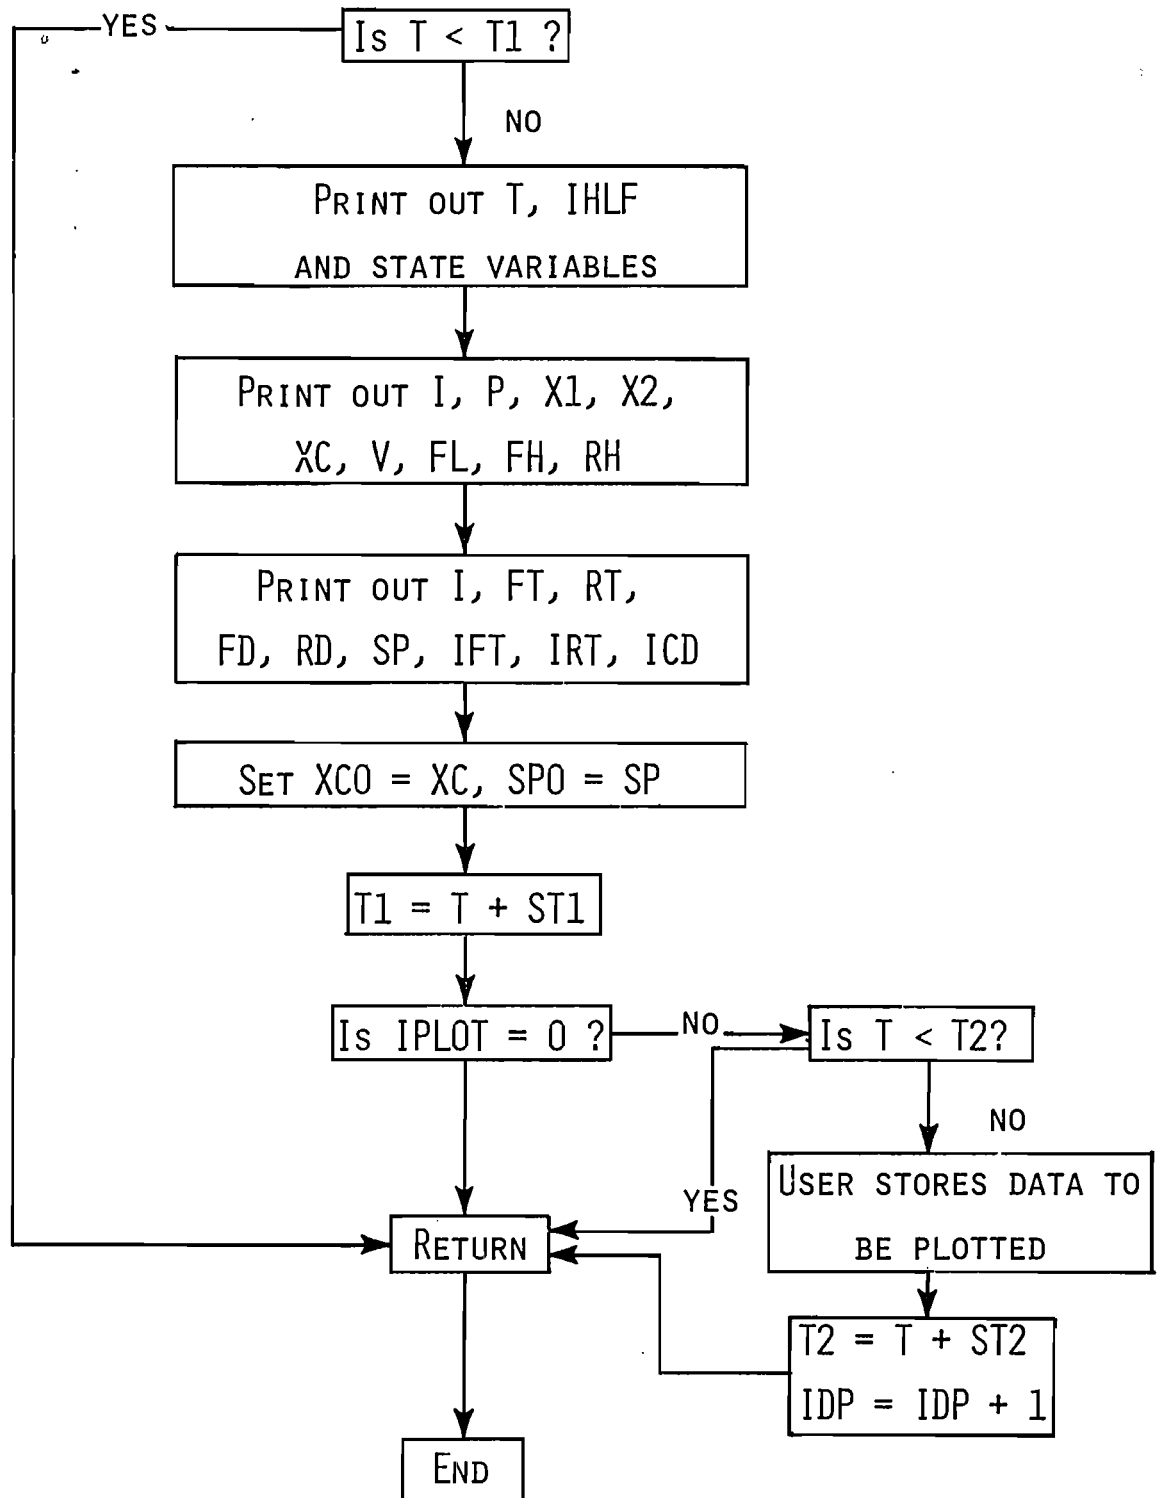 YES
Is T < T1 ?
NO
PRINT OUT T, IHLF
AND STATE VARIABLES
PRINT OUT I, P, X1, X2,
XC, V, FL, FH, RH
PRINT OUT I, FT, RT,
FD, RD, SP, IFT, IRT, ICD
SET XCO = XC, SPO = SP
T1 = T + ST1
Is IPLOT = 0 ?
NO
Is T < T2?
NO
YES
USER STORES DATA TO
BE PLOTTED
RETURN
T2 = T + ST2
IDP = IDP + 1
END